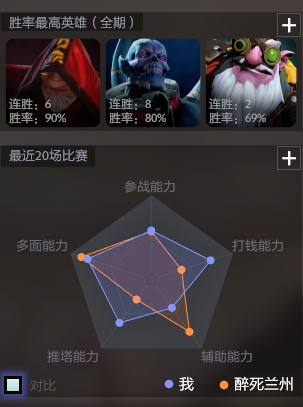 胜率最高英雄（全期）
连胜：6
胜率：90%
连胜：8
胜率：80%
连胜：2
胜率：69%
最近20场比赛
参战能力
多面能力
打钱能力
推塔能力
辅助能力
对比
我
醉死兰州